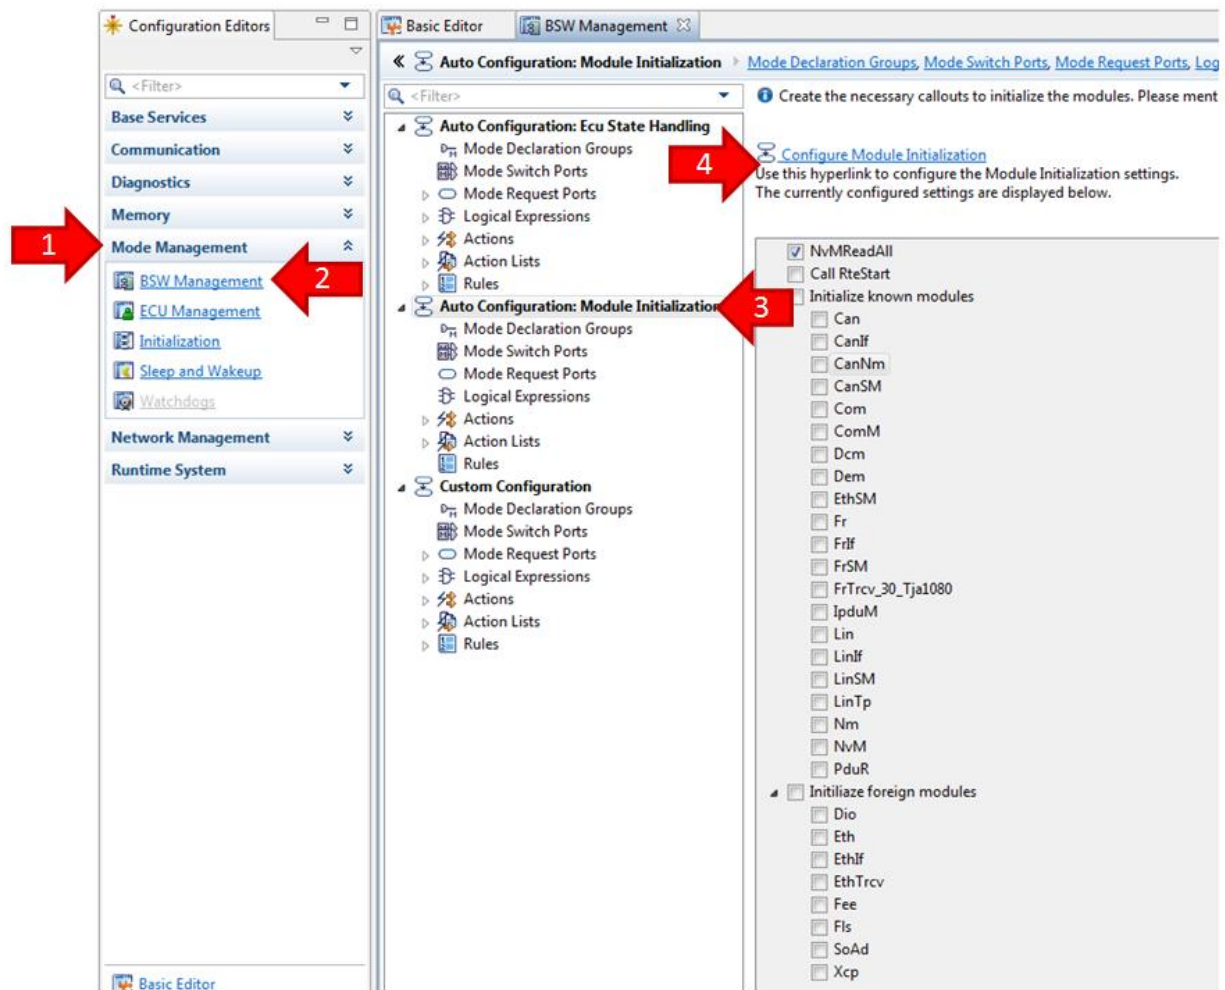 Configuration Editors
<Filter>
Base Services
Communication
Diagnostics
Memory
1
Mode Management
BSW Management
2
ECU Management
Initialization
Sleep and Wakeup
Watchdogs
Network Management
Runtime System
Basic Editor
Basic Editor
BSW Management
Auto Configuration: Module Initialization
Mode Declaration Groups, Mode Switch Ports, Mode Request Ports, Log
<Filter>
Auto Configuration: Ecu State Handling
Mode Declaration Groups
Mode Switch Ports
Mode Request Ports
Logical Expressions
Actions
Action Lists
Rules
Auto Configuration: Module Initialization
3
Mode Declaration Groups
Mode Switch Ports
Mode Request Ports
Logical Expressions
Actions
Action Lists
Rules
Custom Configuration
Mode Declaration Groups
Mode Switch Ports
Mode Request Ports
Logical Expressions
Actions
Action Lists
Rules
Create the necessary callouts to initialize the modules. Please ment
4
Configure Module Initialization
Use this hyperlink to configure the Module Initialization settings.
The currently configured settings are displayed below.
NvMReadAll
Call RteStart
Initialize known modules
Can
CanIf
CanNm
CanSM
Com
ComM
Dcm
Dem
EthSM
Fr
FrIf
FrSM
FrTrcv_30_Tja1080
IpduM
Lin
LinIf
LinSM
LinTp
Nm
NvM
PduR
Initiliaze foreign modules
Dio
Eth
EthIf
EthTrcv
Fee
Fls
SoAd
Xcp